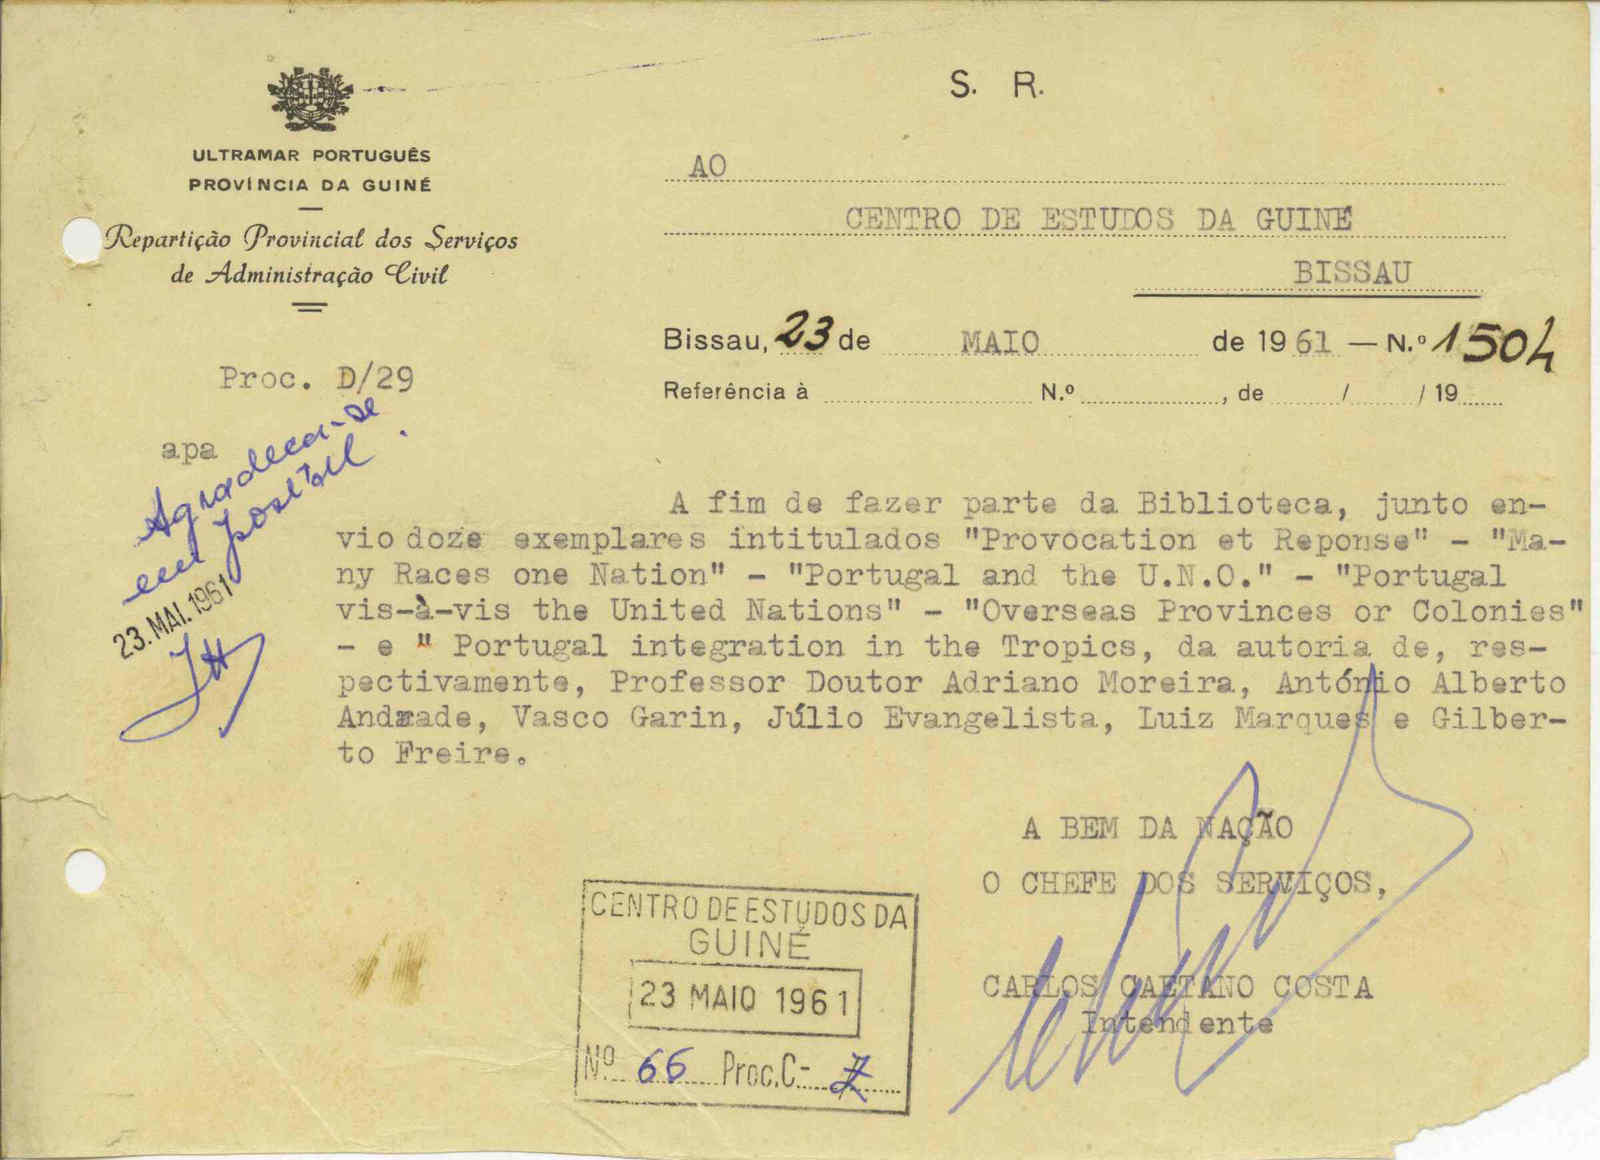 S. R.
ULTRAMAR PORTUGUÊS
PROVÍNCIA DA GUINÉ
Repartição Provincial dos Serviços
de Administração Civil
AO
CENTRO DE ESTUDOS DA GUINÉ
BISSAU
Bissau, 23 de MAIO de 1961 — N.º 1504
Referência à N.º , de / / 19
Proc. D/29
apa
Agradeca-se
em postal.
23. MAI. 1961
A fim de fazer parte da Biblioteca, junto en-
vio doze exemplares intitulados "Provocation et Reponse" - "Ma-
ny Races one Nation" - "Portugal and the U.N.O." - "Portugal
vis-à-vis the United Nations" - "Overseas Provinces or Colonies"
- e " Portugal integration in the Tropics, da autoria de, res-
pectivamente, Professor Doutor Adriano Moreira, António Alberto
Andrade, Vasco Garin, Júlio Evangelista, Luiz Marques e Gilber-
to Freire.
A BEM DA NAÇÃO
O CHEFE DOS SERVIÇOS,
CARLOS CAETANO COSTA
Intendente
CENTRO DE ESTUDOS DA
GUINÉ
23 MAIO 1961
Nº 66 Proc. C- 7